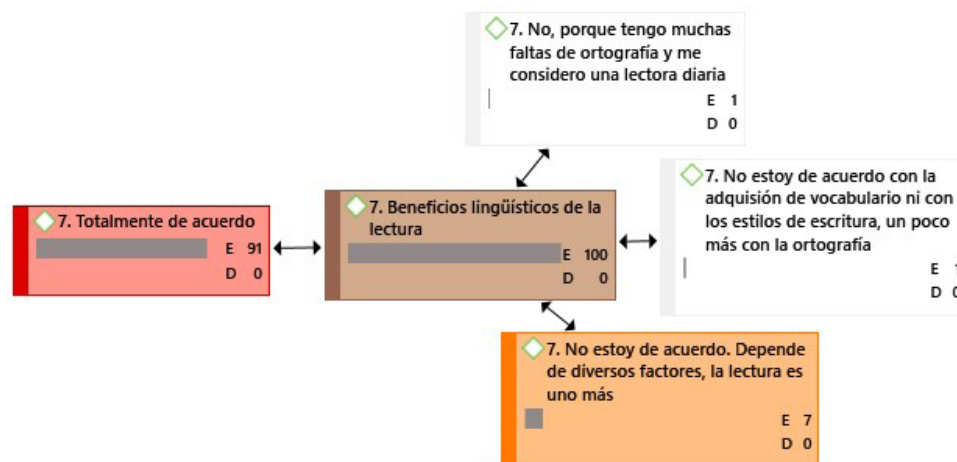 7. No, porque tengo muchas
faltas de ortografía y me
considero una lectora diaria
E 1
D 0
7. No estoy de acuerdo con la
adquisión de vocabulario ni con
los estilos de escritura, un poco
más con la ortografía
E 1
D 0
7. Totalmente de acuerdo
E 91
D 0
7. Beneficios lingüísticos de la
lectura
E 100
D 0
7. No estoy de acuerdo. Depende
de diversos factores, la lectura es
uno más
E 7
D 0